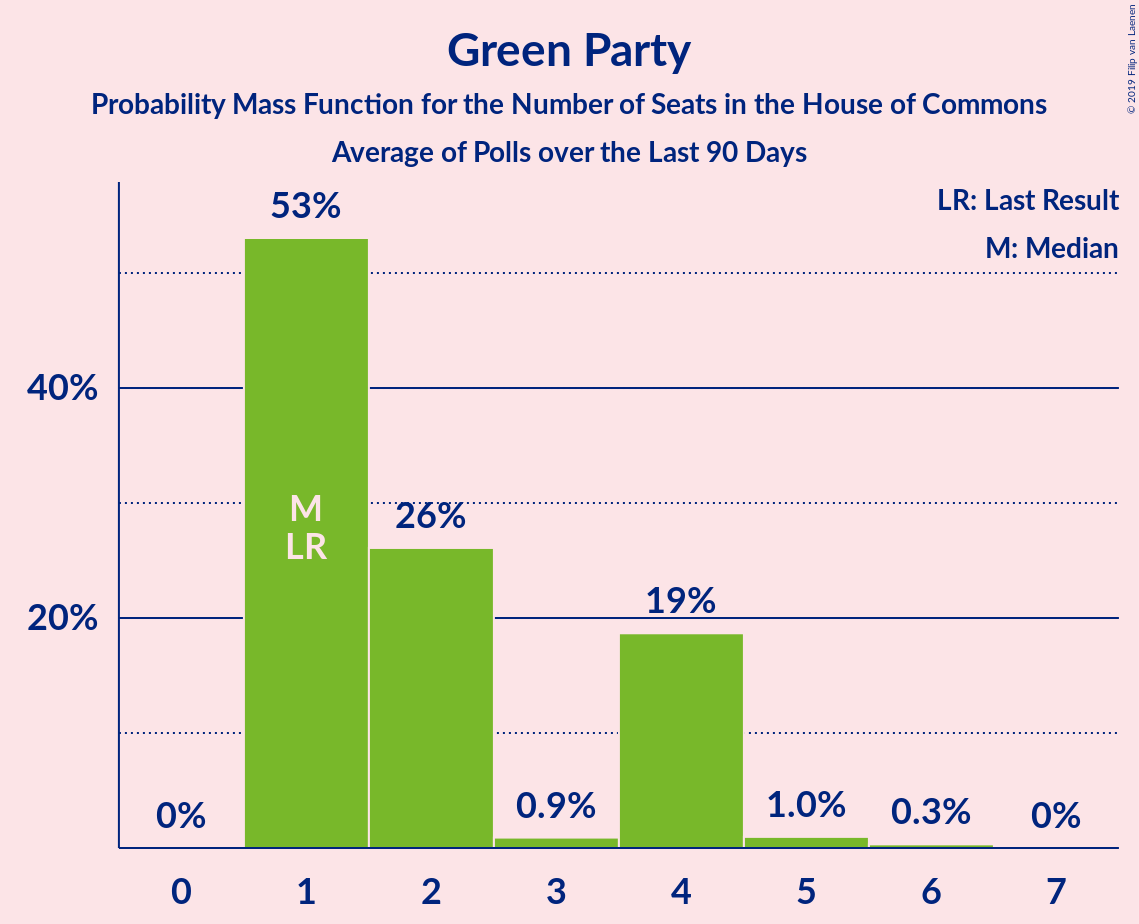 Green Party
Probability Mass Function for the Number of Seats in the House of Commons
Average of Polls over the Last 90 Days
© 2019 Filip van Laenen
LR: Last Result
M: Median
53%
40%
M
LR
26%
20%
19%
0%
0.9%
1.0%
0.3%
0%
0 1 2 3 4 5 6 7